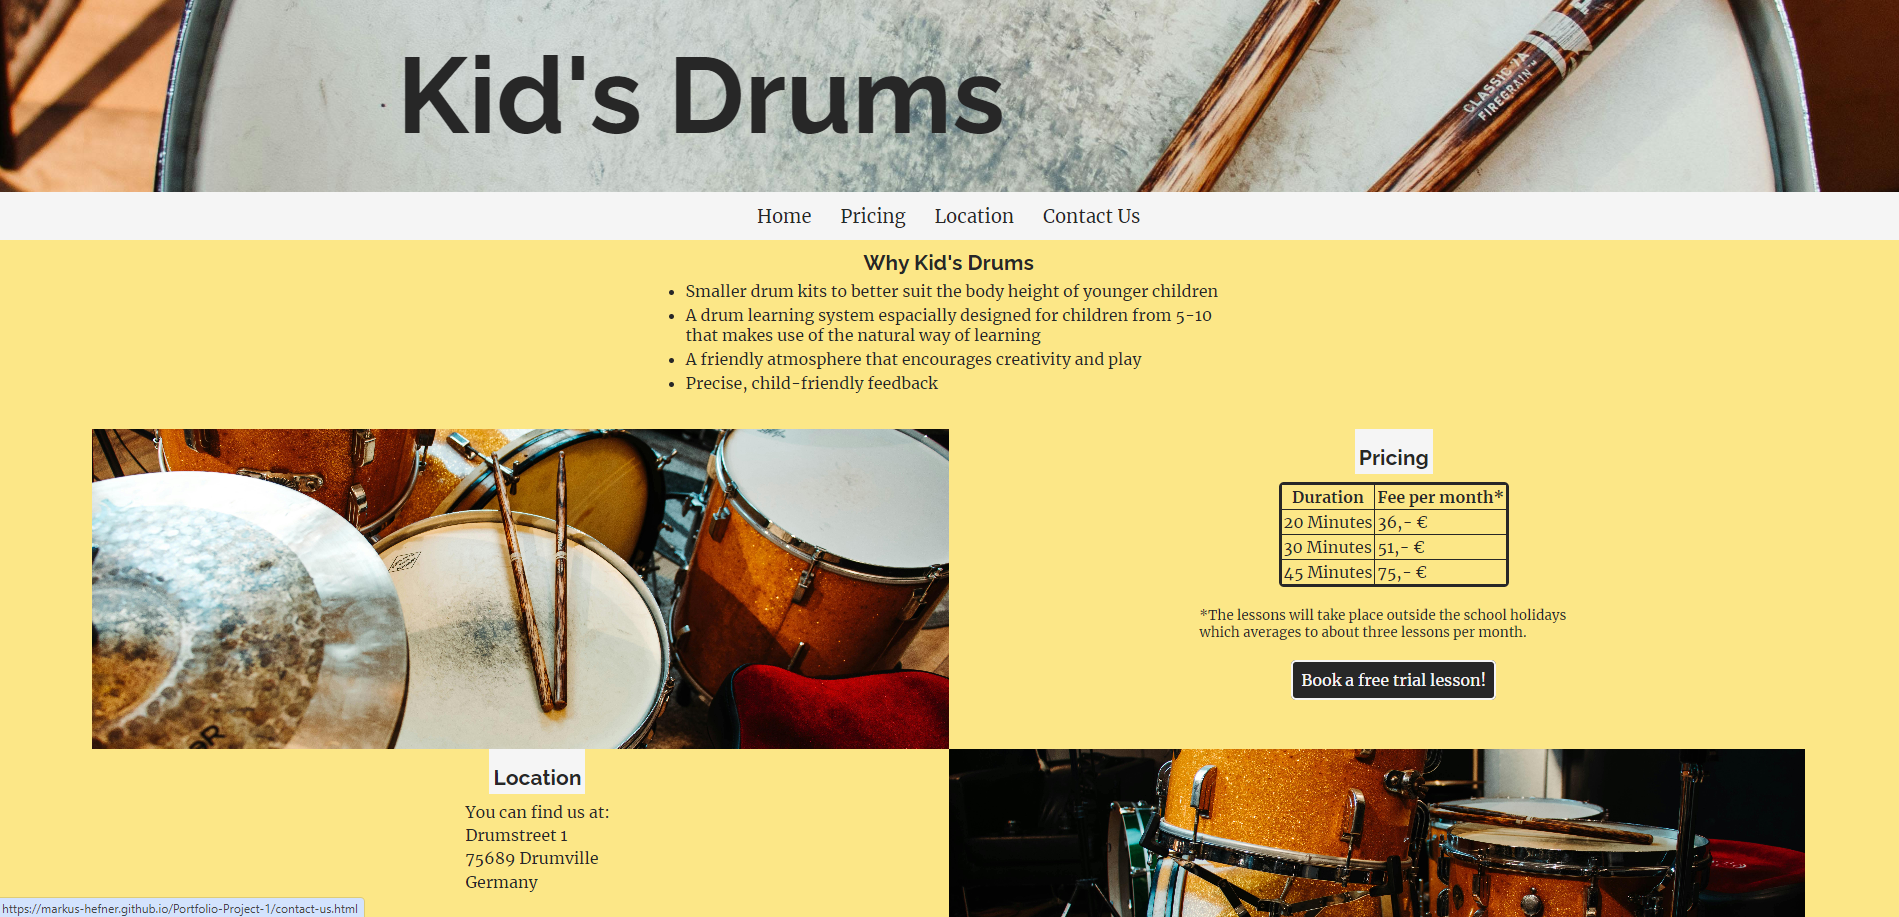 Kid's Drums
CLASSIC 7A
FIREGRAIN™
Home Pricing Location Contact Us
Why Kid's Drums
• Smaller drum kits to better suit the body height of younger children
• A drum learning system espacially designed for children from 5-10
that makes use of the natural way of learning
• A friendly atmosphere that encourages creativity and play
• Precise, child-friendly feedback
Pricing
Duration Fee per month*
20 Minutes 36,- €
30 Minutes 51,- €
45 Minutes 75,- €
*The lessons will take place outside the school holidays
which averages to about three lessons per month.
Book a free trial lesson!
Location
You can find us at:
Drumstreet 1
75689 Drumville
Germany
https://markus-hefner.github.io/Portfolio-Project-1/contact-us.html